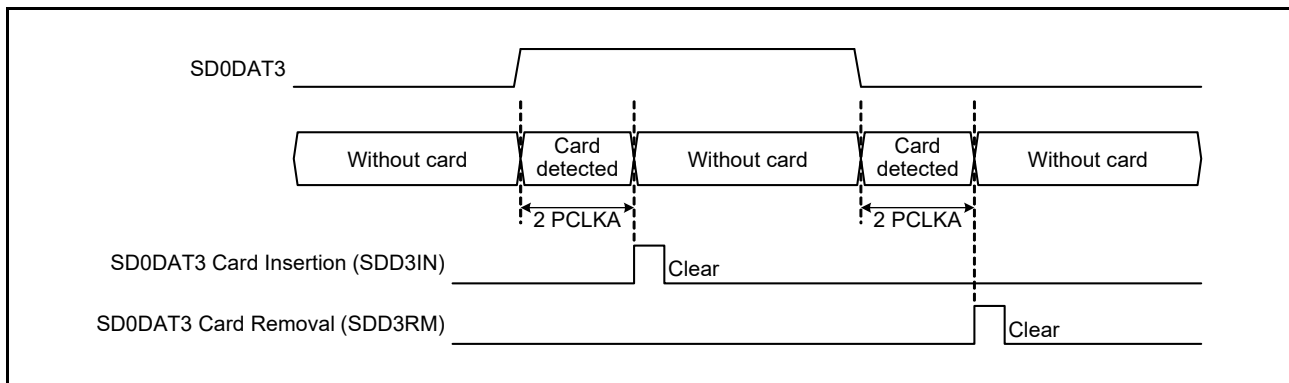 SD0DAT3
Without card
Card
detected
Without card
Card
detected
Without card
2 PCLKA
2 PCLKA
SD0DAT3 Card Insertion (SDD3IN)
Clear
SD0DAT3 Card Removal (SDD3RM)
Clear